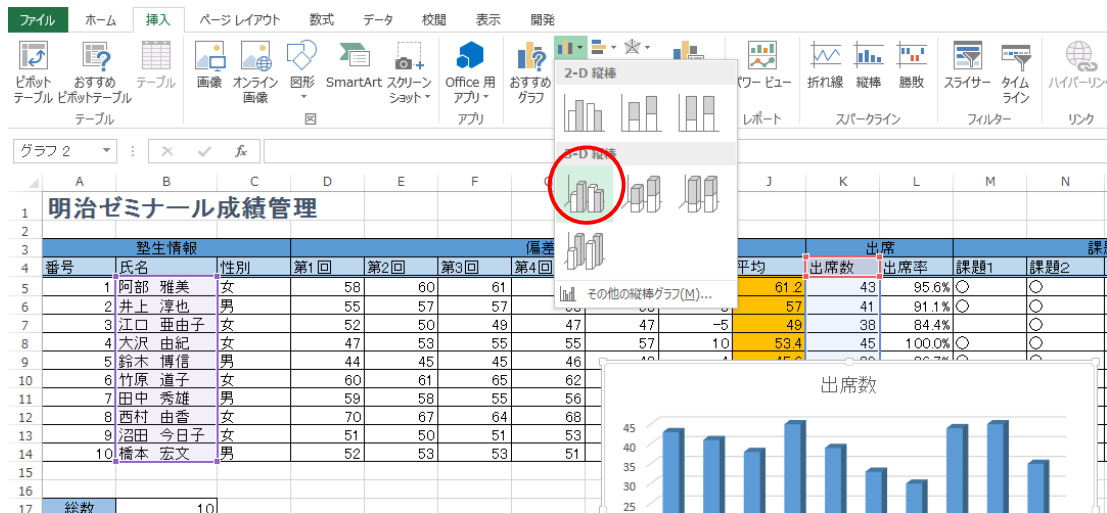 ファイル ホーム 挿入 ページ レイアウト 数式 データ 校閲 表示 開発
ピボット テーブル
おすすめ ピボットテーブル
テーブル
画像
オンライン 画像
図形
SmartArt
スクリーン ショット
Office 用 アプリ
おすすめ グラフ
パワー ビュー
折れ線
縦棒
勝敗
スライサー
タイム ライン
ハイパーリンク
テーブル 図 アプリ レポート スパークライン フィルター リンク
2-D 縦棒
3-D 縦棒
その他の縦棒グラフ(M)...
グラフ 2 fx
A B C D E F G J K L M N
1 明治ゼミナール成績管理
2
3 塾生情報 偏差 出席 課題
4 番号 氏名 性別 第1回 第2回 第3回 第4回 平均 出席数 出席率 課題1 課題2
5 1 阿部 雅美 女 58 60 61 61.2 43 95.6% ○ ○
6 2 井上 淳也 男 55 57 57 57 41 91.1% ○ ○
7 3 江口 亜由子 女 52 50 49 47 47 -5 49 38 84.4% ○
8 4 大沢 由紀 女 47 53 55 55 57 10 53.4 45 100.0% ○ ○
9 5 鈴木 博信 男 44 45 45 46
10 6 竹原 道子 女 60 61 65 62
11 7 田中 秀雄 男 59 58 55 56
12 8 西村 由香 女 70 67 64 68
13 9 沼田 今日子 女 51 50 51 53
14 10 橋本 宏文 男 52 53 53 51
15
16
17 総数 10
出席数
45
40
35
30
25